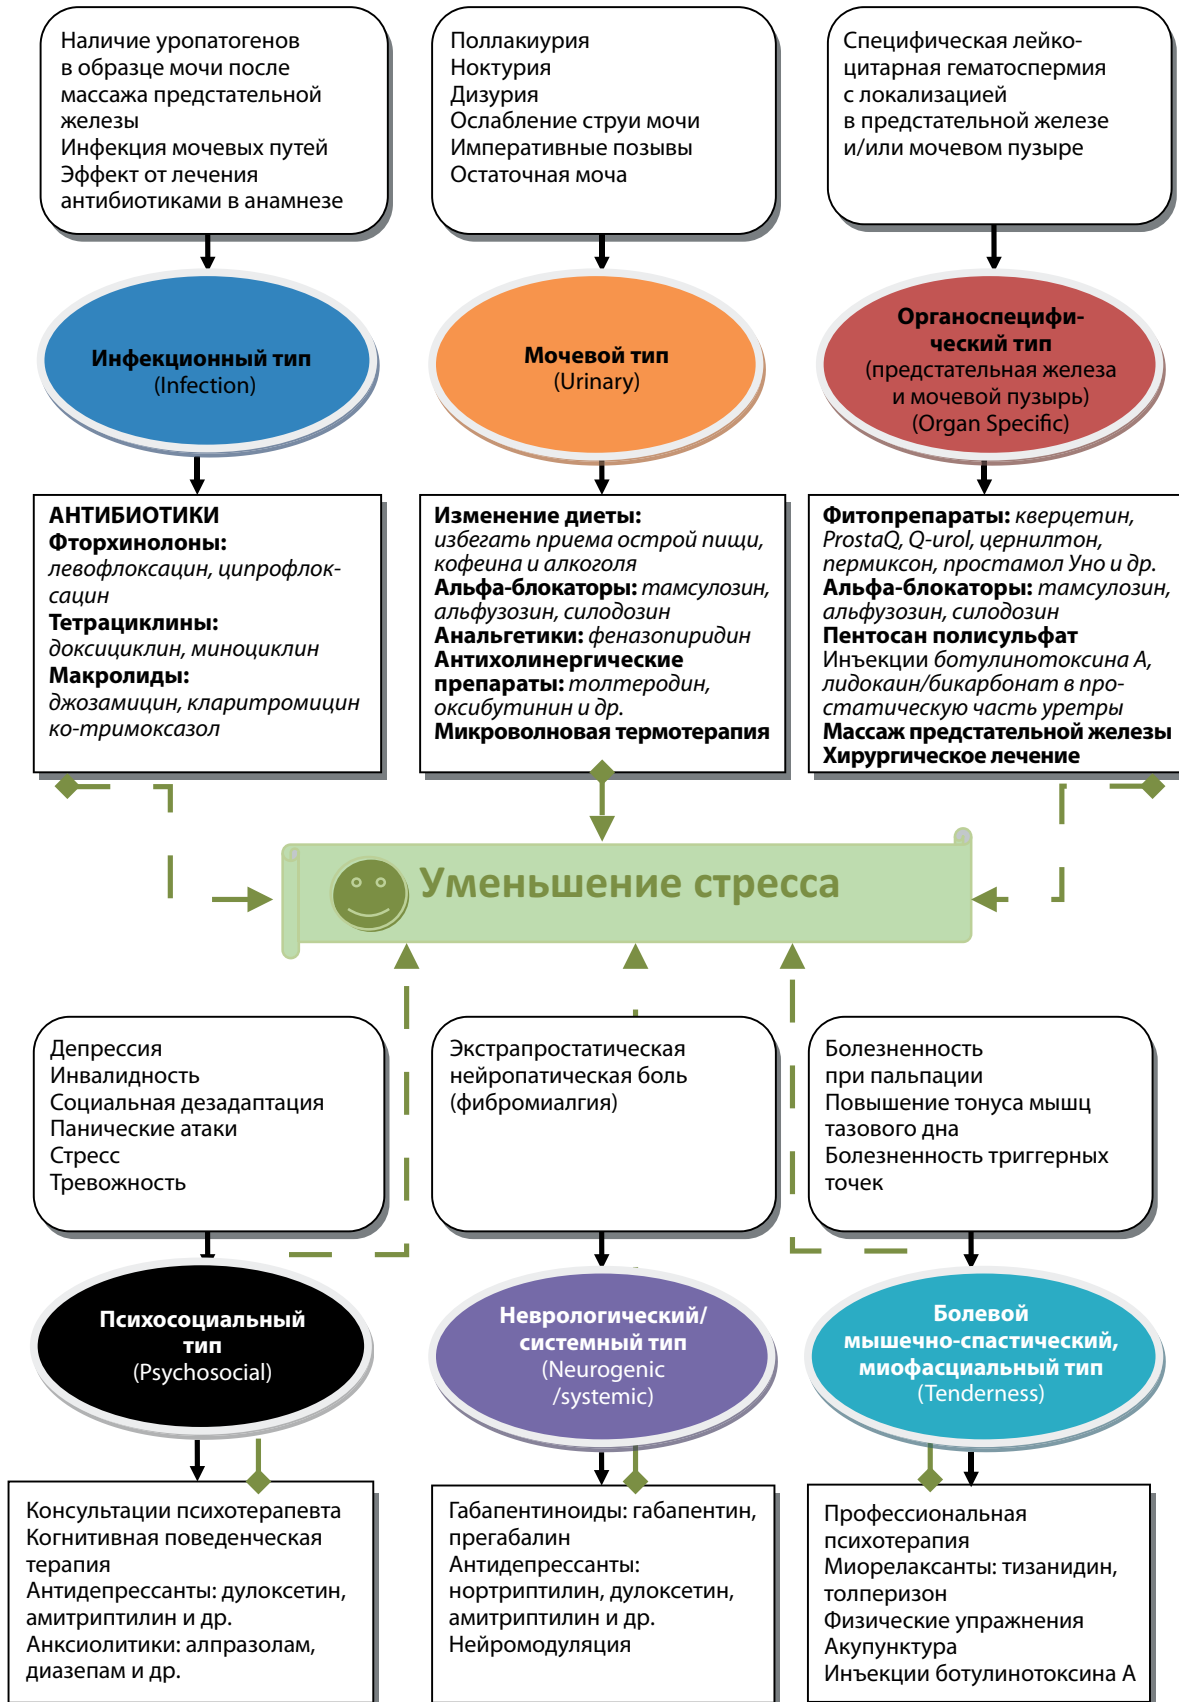 Наличие уропатогенов
в образце мочи после
массажа предстательной
железы
Инфекция мочевых путей
Эффект от лечения
антибиотиками в анамнезе
Поллакиурия
Ноктурия
Дизурия
Ослабление струи мочи
Императивные позывы
Остаточная моча
Специфическая лейко-
цитарная гематоспермия
с локализацией
в предстательной железе
и/или мочевом пузыре
Инфекционный тип
(Infection)
Мочевой тип
(Urinary)
Органоспецифи-
ческий тип
(предстательная железа
и мочевой пузырь)
(Organ Specific)
АНТИБИОТИКИ
Фторхинолоны:
левофлоксацин, ципрофлок-
сацин
Тетрациклины:
доксициклин, миноциклин
Макролиды:
джозамицин, кларитромицин
ко-тримоксазол
Изменение диеты:
избегать приема острой пищи,
кофеина и алкоголя
Альфа-блокаторы: тамсулозин,
альфузозин, силодозин
Анальгетики: феназопиридин
Антихолинергические
препараты: толтеродин,
оксибутинин и др.
Микроволновая термотерапия
Фитопрепараты: кверцетин,
ProstaQ, Q-urol, цернилтон,
пермиксон, простамол Уно и др.
Альфа-блокаторы: тамсулозин,
альфузозин, силодозин
Пентосан полисульфат
Инъекции ботулинотоксина А,
лидокаин/бикарбонат в про-
статическую часть уретры
Массаж предстательной железы
Хирургическое лечение
Уменьшение стресса
Депрессия
Инвалидность
Социальная дезадаптация
Панические атаки
Стресс
Тревожность
Экстрапростатическая
нейропатическая боль
(фибромиалгия)
Болезненность
при пальпации
Повышение тонуса мышц
тазового дна
Болезненность триггерных
точек
Психосоциальный
тип
(Psychosocial)
Неврологический/
системный тип
(Neurogenic
/systemic)
Болевой
мышечно-спастический,
миофасциальный тип
(Tenderness)
Консультации психотерапевта
Когнитивная поведенческая
терапия
Антидепрессанты: дулоксетин,
амитриптилин и др.
Анксиолитики: алпразолам,
диазепам и др.
Габапентиноиды: габапентин,
прегабалин
Антидепрессанты:
нортриптилин, дулоксетин,
амитриптилин и др.
Нейромодуляция
Профессиональная
психотерапия
Миорелаксанты: тизанидин,
толперизон
Физические упражнения
Акупунктура
Инъекции ботулинотоксина А